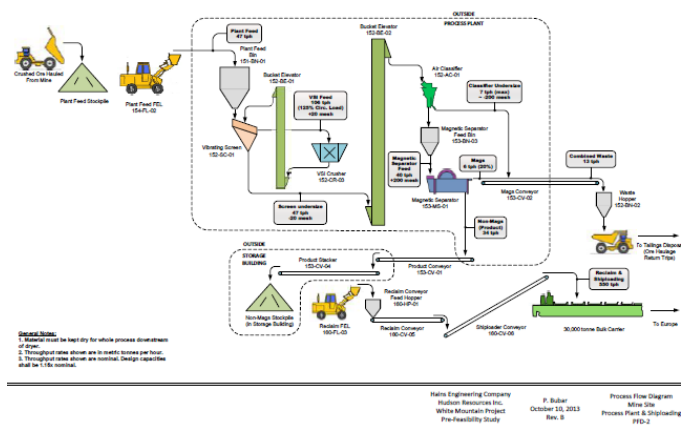 OUTSIDE
PROCESS PLANT
Plant Feed
47 tph
Plant Feed
Bin
151-BN-01
Bucket Elevator
152-BE-02
Crushed Ore Hauled
From Mine
Plant Feed Stockpile
Plant Feed FEL
154-FL-02
Bucket Elevator
152-BE-01
VSI Feed
106 tph
(125% Circ. Load)
+20 mesh
Air Classifier
152-AC-01
Classifier Undersize
7 tph (max)
-200 mesh
Vibrating Screen
152-SC-01
VSI Crusher
152-CR-03
Magnetic Separator
Feed Bin
153-BN-03
Magnetic
Separator
Feed
40 tph
+200 mesh
Mags
6 tph (20%)
Combined Waste
13 tph
Magnetic Separator
153-MS-01
Mags Conveyor
153-CV-02
Waste
Hopper
152-BN-02
Screen undersize
47 tph
-20 mesh
Non-Mags
(Product)
34 tph
To Tailings Disposal
(Ore Haulage
Return Trips)
OUTSIDE
STORAGE
BUILDING
Product Stacker
153-CV-04
Product Conveyor
153-CV-01
Reclaim &
Shiploading
550 tph
Reclaim Conveyor
Feed Hopper
160-HP-01
Non-Mags Stockpile
(In Storage Building)
Reclaim FEL
160-FL-03
Reclaim Conveyor
160-CV-05
Shiploader Conveyor
160-CV-06
30,000 tonne Bulk Carrier
To Europe
General Notes:
1. Material must be kept dry for whole process downstream
of dryer.
2. Throughput rates shown are in metric tonnes per hour.
3. Throughput rates shown are nominal. Design capacities
shall be 1.15x nominal.
Hains Engineering Company
Hudson Resources Inc.
White Mountain Project
Pre-Feasibility Study
P. Bubar
October 10, 2013
Rev. B
Process Flow Diagram
Mine Site
Process Plant & Shiploading
PFD-2